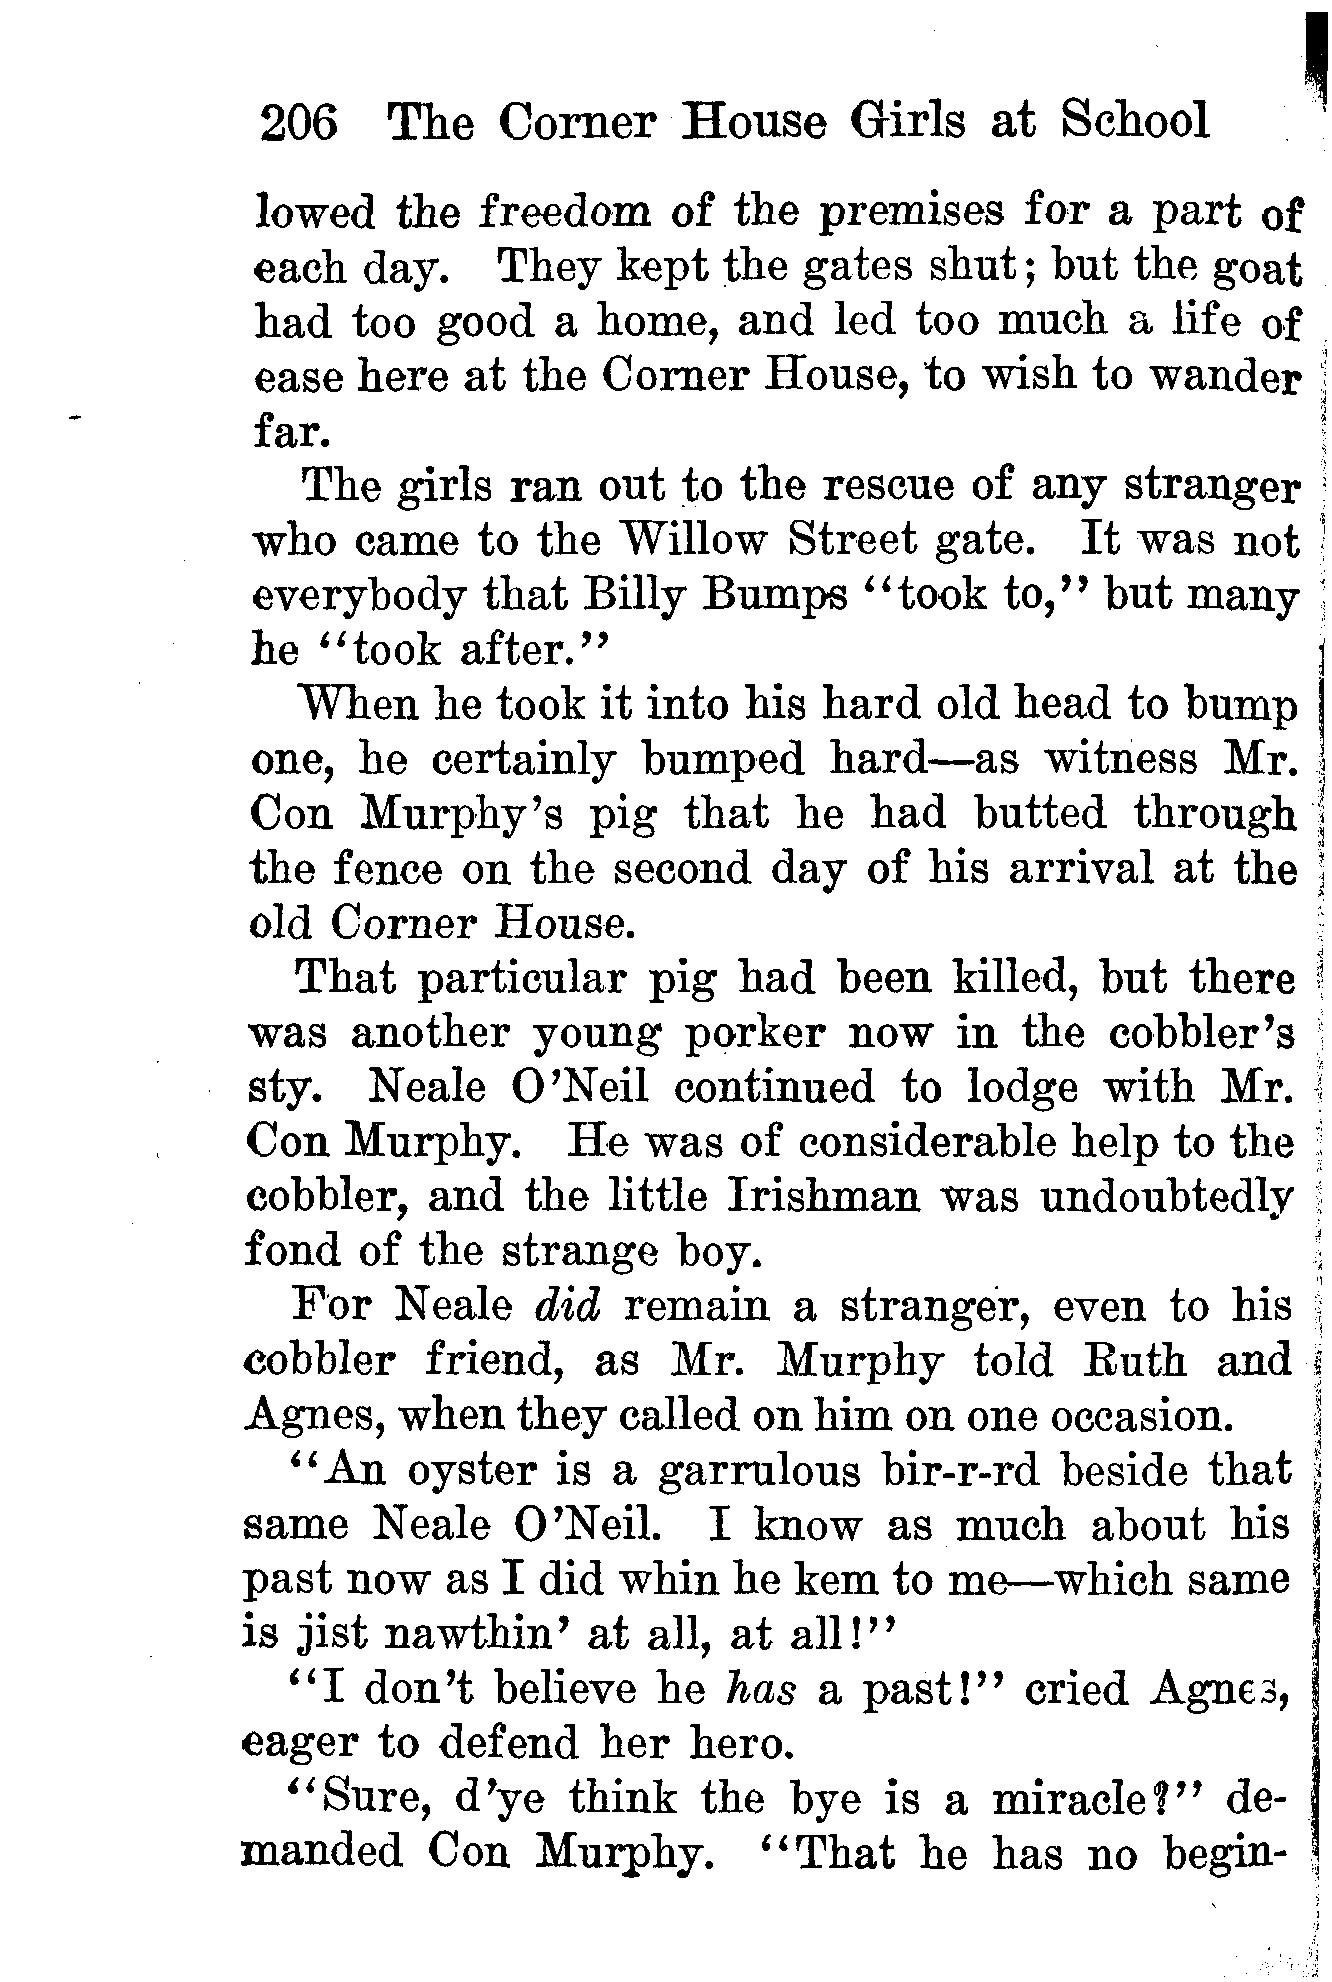 206 The Corner House Girls at School
lowed the freedom of the premises for a part of
each day. They kept the gates shut; but the goat
had too good a home, and led too much a life of
ease here at the Corner House, to wish to wander
far.
The girls ran out to the rescue of any stranger
who came to the Willow Street gate. It was not
everybody that Billy Bumps "took to," but many
he "took after."
When he took it into his hard old head to bump
one, he certainly bumped hard—as witness Mr.
Con Murphy's pig that he had butted through
the fence on the second day of his arrival at the
old Corner House.
That particular pig had been killed, but there
was another young porker now in the cobbler's
sty. Neale O'Neil continued to lodge with Mr.
Con Murphy. He was of considerable help to the
cobbler, and the little Irishman was undoubtedly
fond of the strange boy.
For Neale did remain a stranger, even to his
cobbler friend, as Mr. Murphy told Ruth and
Agnes, when they called on him on one occasion.
"An oyster is a garrulous bir-r-rd beside that
same Neale O'Neil. I know as much about his
past now as I did whin he kem to me—which same
is jist nawthin' at all, at all!"
"I don't believe he has a past!" cried Agnes,
eager to defend her hero.
"Sure, d'ye think the bye is a miracle?" de-
manded Con Murphy. "That he has no begin-